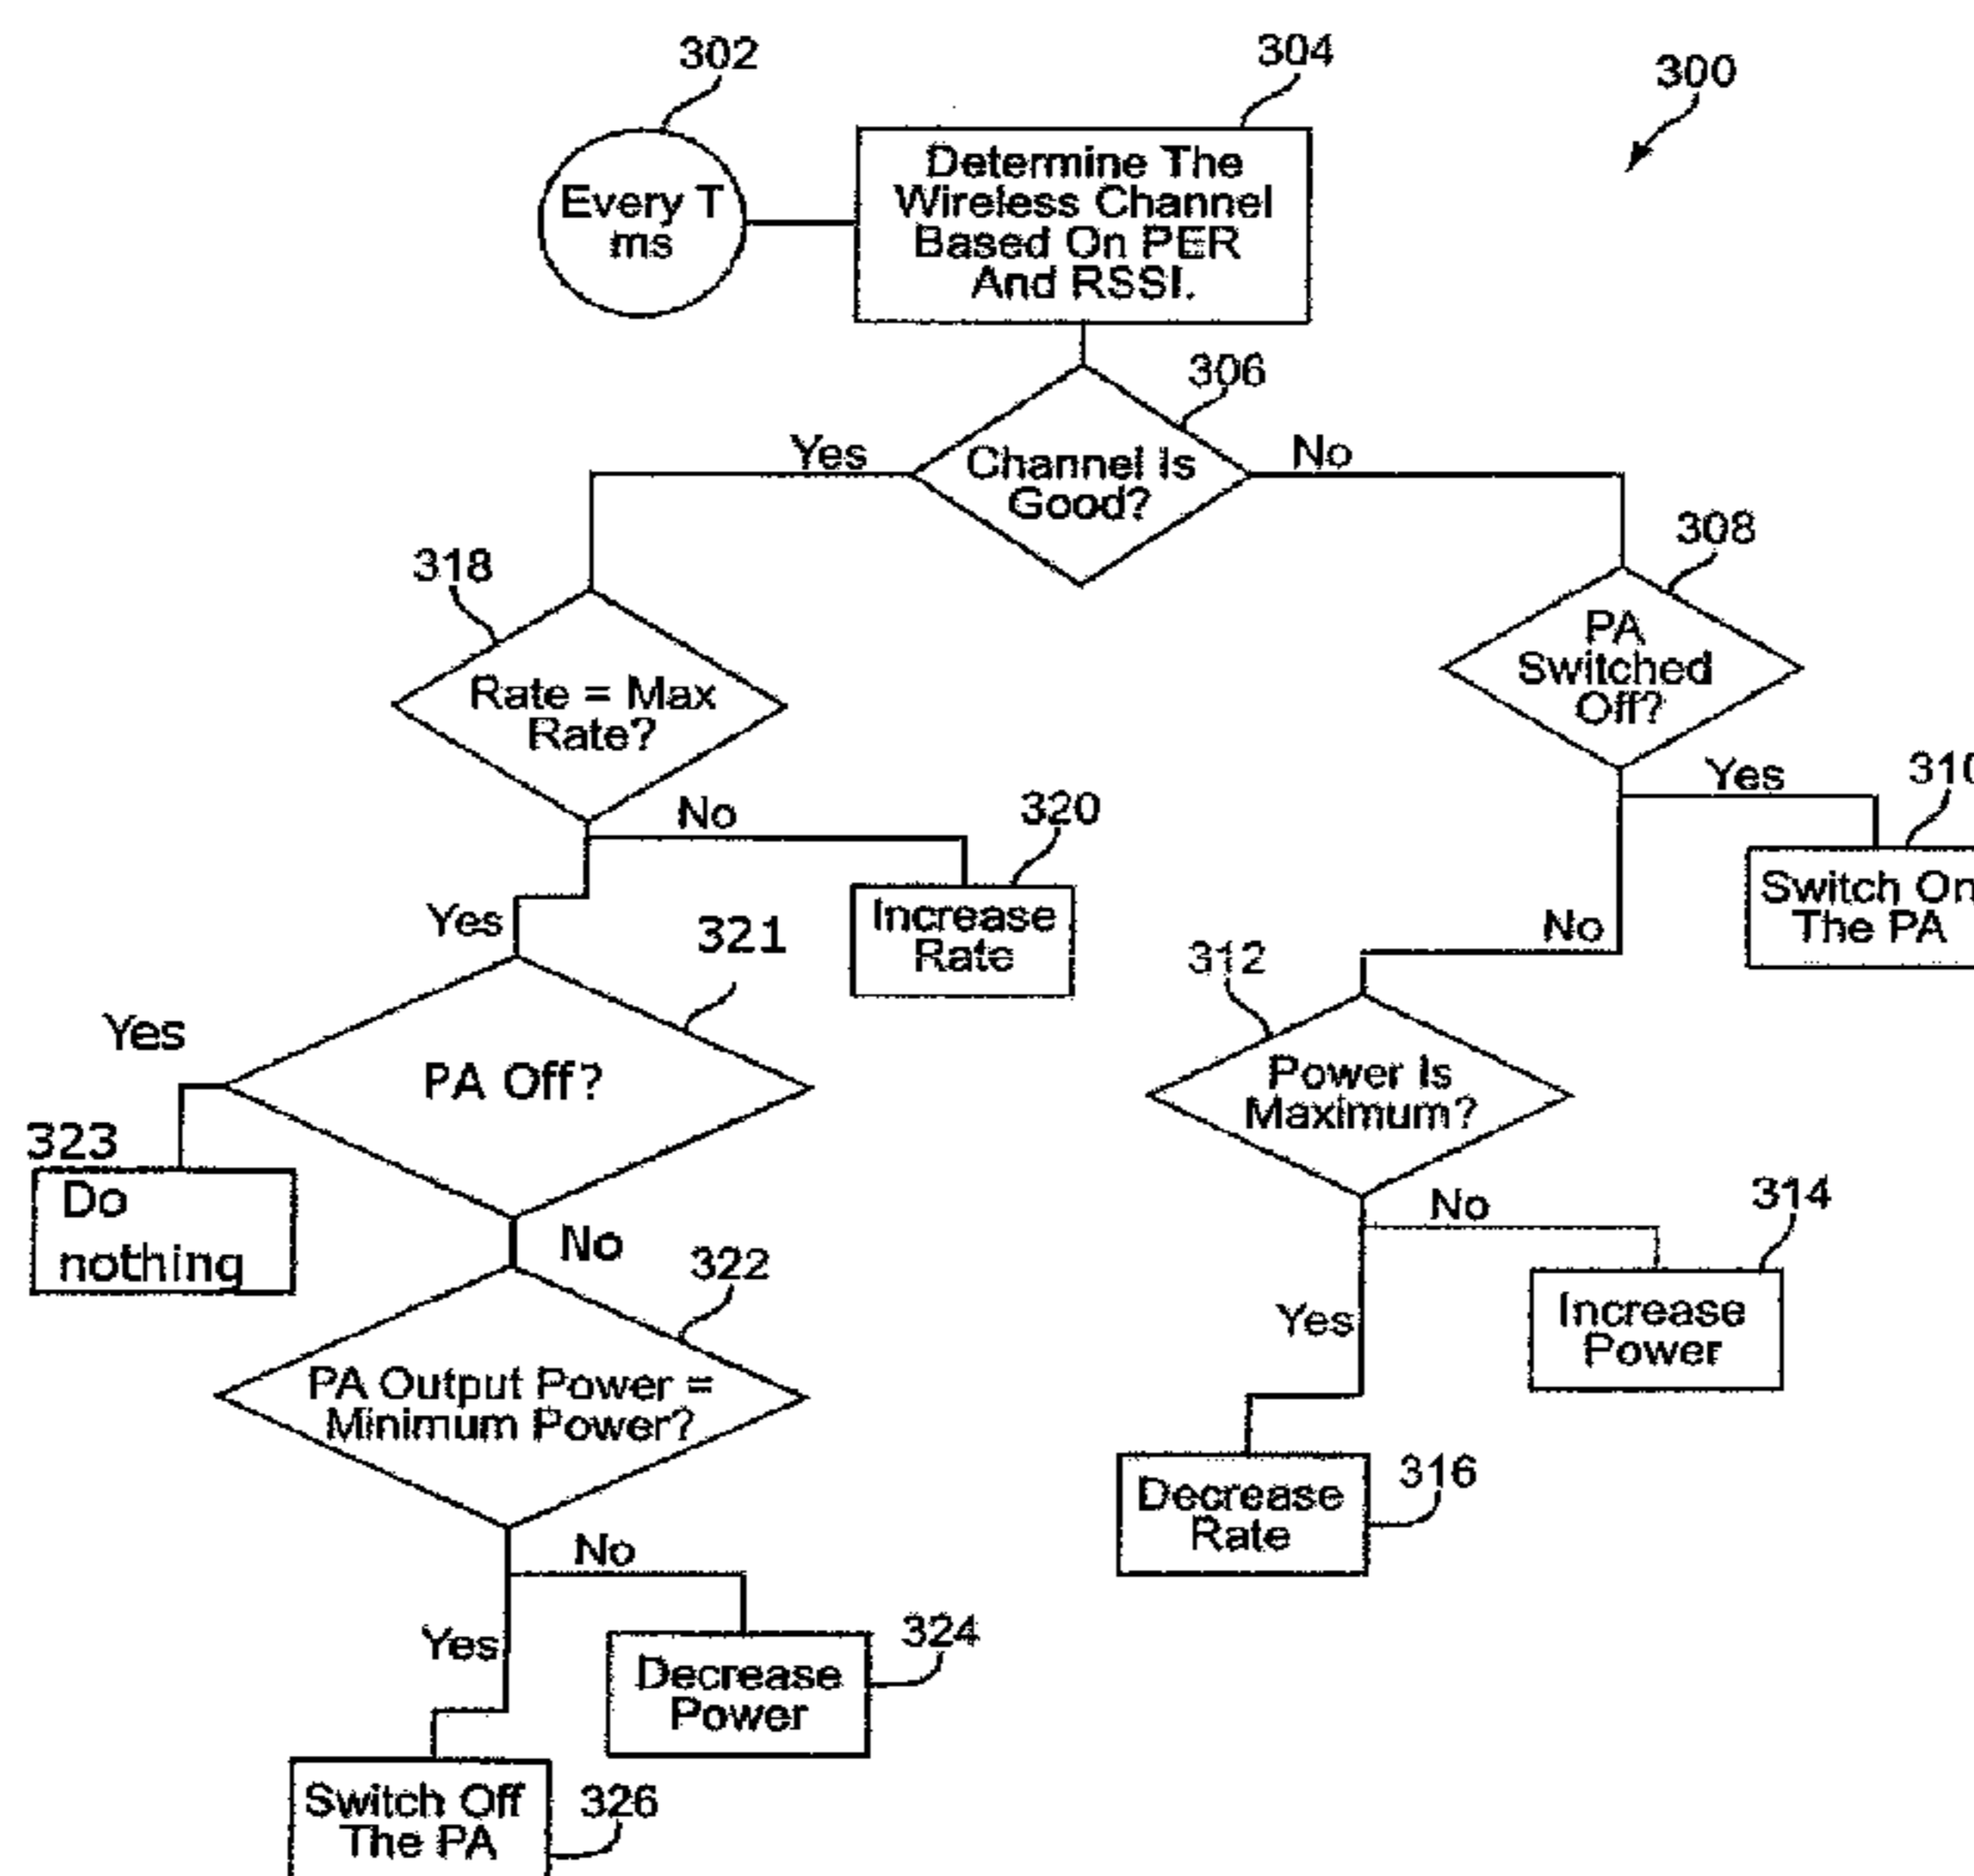 302
304
300
Every T
ms
Determine The
Wireless Channel
Based On PER
And RSSI.
306
Yes
Channel Is
Good?
No
308
318
PA
Switched
Off?
Rate = Max
Rate?
Yes
310
No
320
Switch On
The PA
Increase
Rate
Yes
321
No
312
Yes
PA Off?
Power Is
Maximum?
323
Do
nothing
No
314
No
322
Yes
Increase
Power
PA Output Power =
Minimum Power?
316
Decrease
Rate
No
Yes
324
Decrease
Power
Switch Off
The PA
326